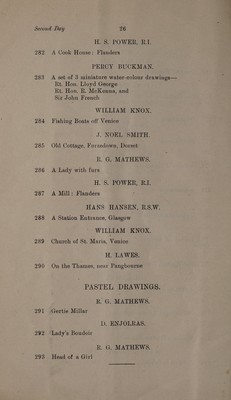 Second Day 26
H. S. POWER, R.I.
282 A Cook House: Flanders
PERCY BUCKMAN.
283 A set of 3 miniature water-colour drawings—
Rt. Hon. Lloyd George
Rt. Hon. R. McKenna, and
Sir John French
WILLIAM KNOX.
284 Fishing Boats off Venice
J. NOEL SMITH.
285 Old Cottage, Furzedown, Dorset
R. G. MATHEWS.
286 A Lady with furs
H. S. POWER, R.I.
287 A Mill: Flanders
HANS HANSEN, R.S.W.
288 A Station Entrance, Glasgow
WILLIAM KNOX.
289 Church of St. Maria, Venice
H. LAWES.
290 On the Thames, near Pangbourne
PASTEL DRAWINGS.
R. G. MATHEWS.
291 Gertie Millar
D. ENJOLRAS.
292 Lady's Boudoir
R. G. MATHEWS.
293 Head of a Girl